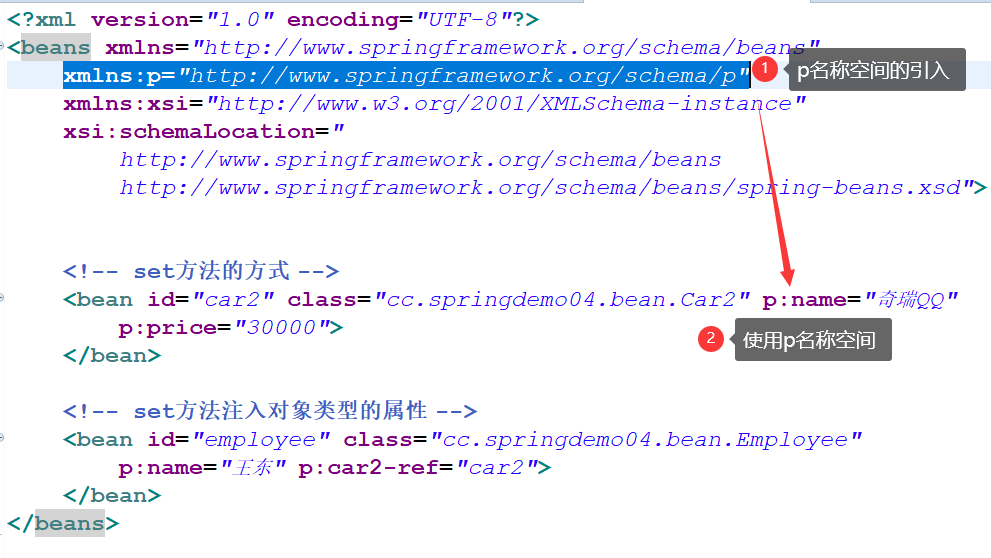 <?xml version="1.0" encoding="UTF-8"?>
<beans xmlns="http://www.springframework.org/schema/beans"
xmlns:p="http://www.springframework.org/schema/p"
1 p名称空间的引入
xmlns:xsi="http://www.w3.org/2001/XMLSchema-instance"
xsi:schemaLocation="
http://www.springframework.org/schema/beans
http://www.springframework.org/schema/beans/spring-beans.xsd">
<!-- set方法的方式 -->
<bean id="car2" class="cc.springdemo04.bean.Car2" p:name="奇瑞QQ"
p:price="30000">
2 使用p名称空间
</bean>
<!-- set方法注入对象类型的属性 -->
<bean id="employee" class="cc.springdemo04.bean.Employee"
p:name="王东" p:car2-ref="car2">
</bean>
</beans>